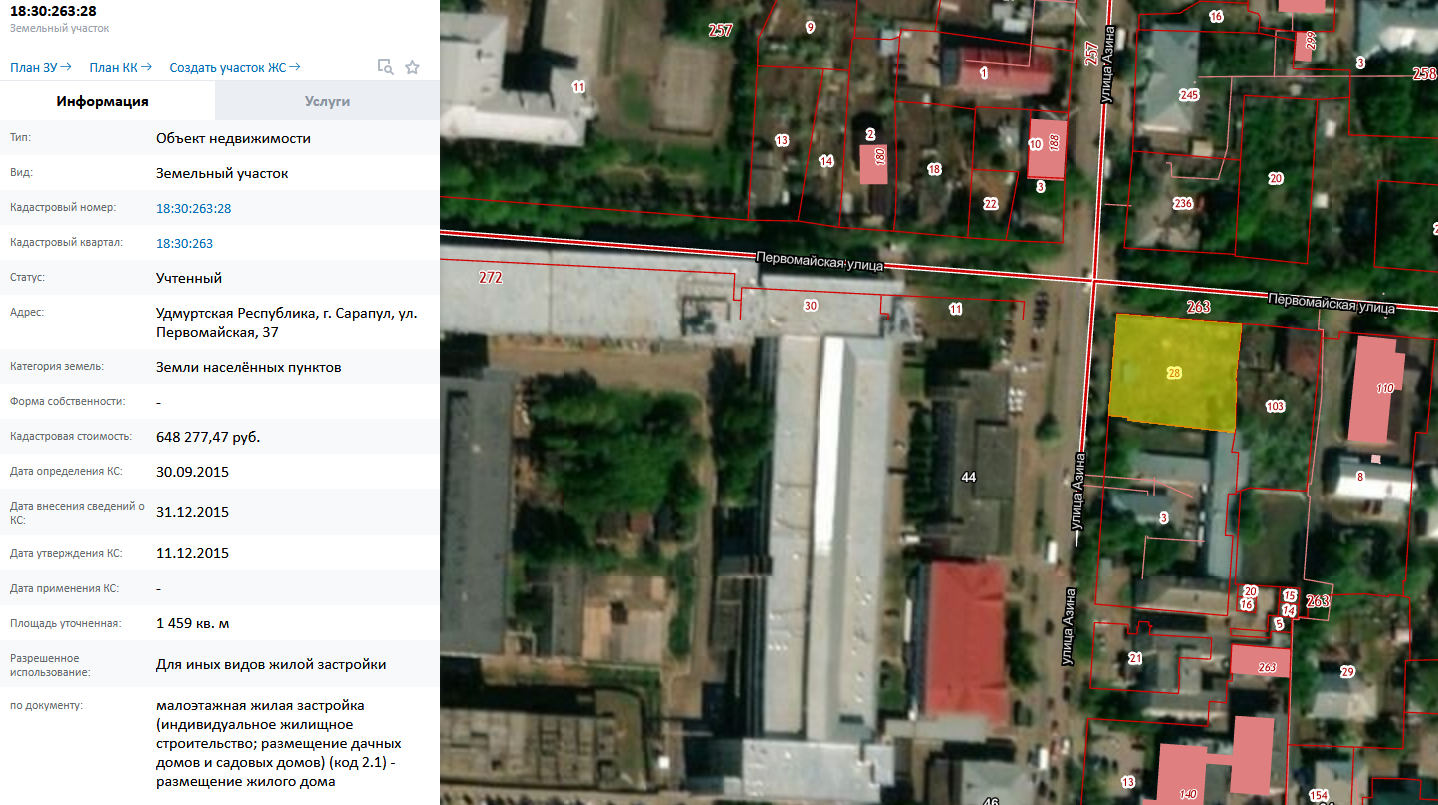 18:30:263:28
Земельный участок
План ЗУ→ План КК→ Создать участок ЖС→
Информация Услуги
Тип: Объект недвижимости
Вид: Земельный участок
Кадастровый номер: 18:30:263:28
Кадастровый квартал: 18:30:263
Статус: Учтенный
Адрес: Удмуртская Республика, г. Сарапул, ул.
Первомайская, 37
Категория земель: Земли населённых пунктов
Форма собственности: -
Кадастровая стоимость: 648 277,47 руб.
Дата определения КС: 30.09.2015
Дата внесения сведений о
КС: 31.12.2015
Дата утверждения КС: 11.12.2015
Дата применения КС: -
Площадь уточненная: 1 459 кв. м
Разрешенное
использование: Для иных видов жилой застройки
по документу: малоэтажная жилая застройка
(индивидуальное жилищное
строительство; размещение дачных
домов и садовых домов) (код 2.1) -
размещение жилого дома
257
9
16
299
3
258
257
улица Азина
11
1
245
13
14
2
180
18
10
188
3
22
20
236
Первомайская улица
272
30
11
263
Первомайская улица
28
103
110
44
8
улица Азина
3
20
16
15
14
5
263
улица Азина
21
263
29
13
140
154
46